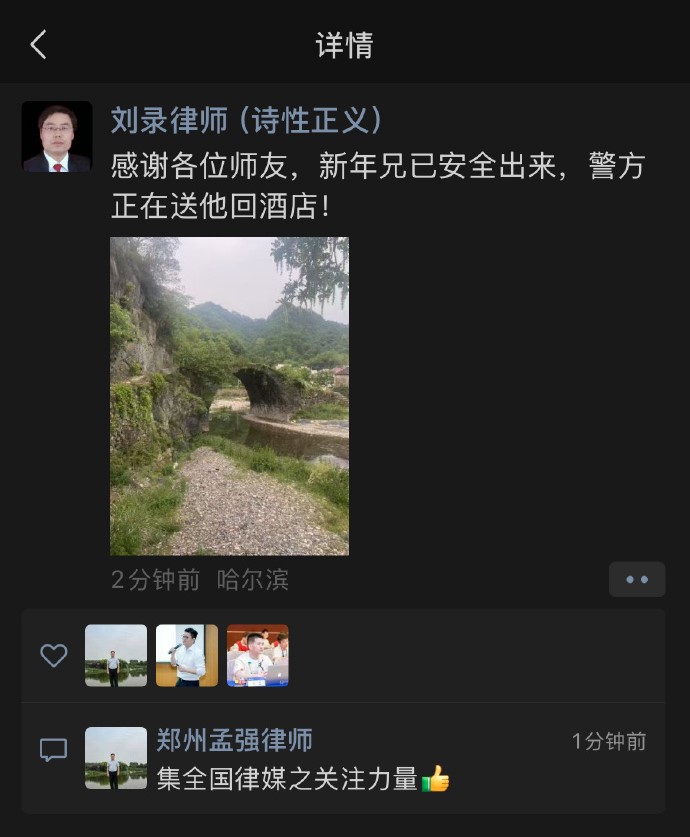 详情
刘录律师（诗性正义）
感谢各位师友，新年兄已安全出来，警方
正在送他回酒店！
2分钟前 哈尔滨
郑州孟强律师
1分钟前
集全国律媒之关注力量👍